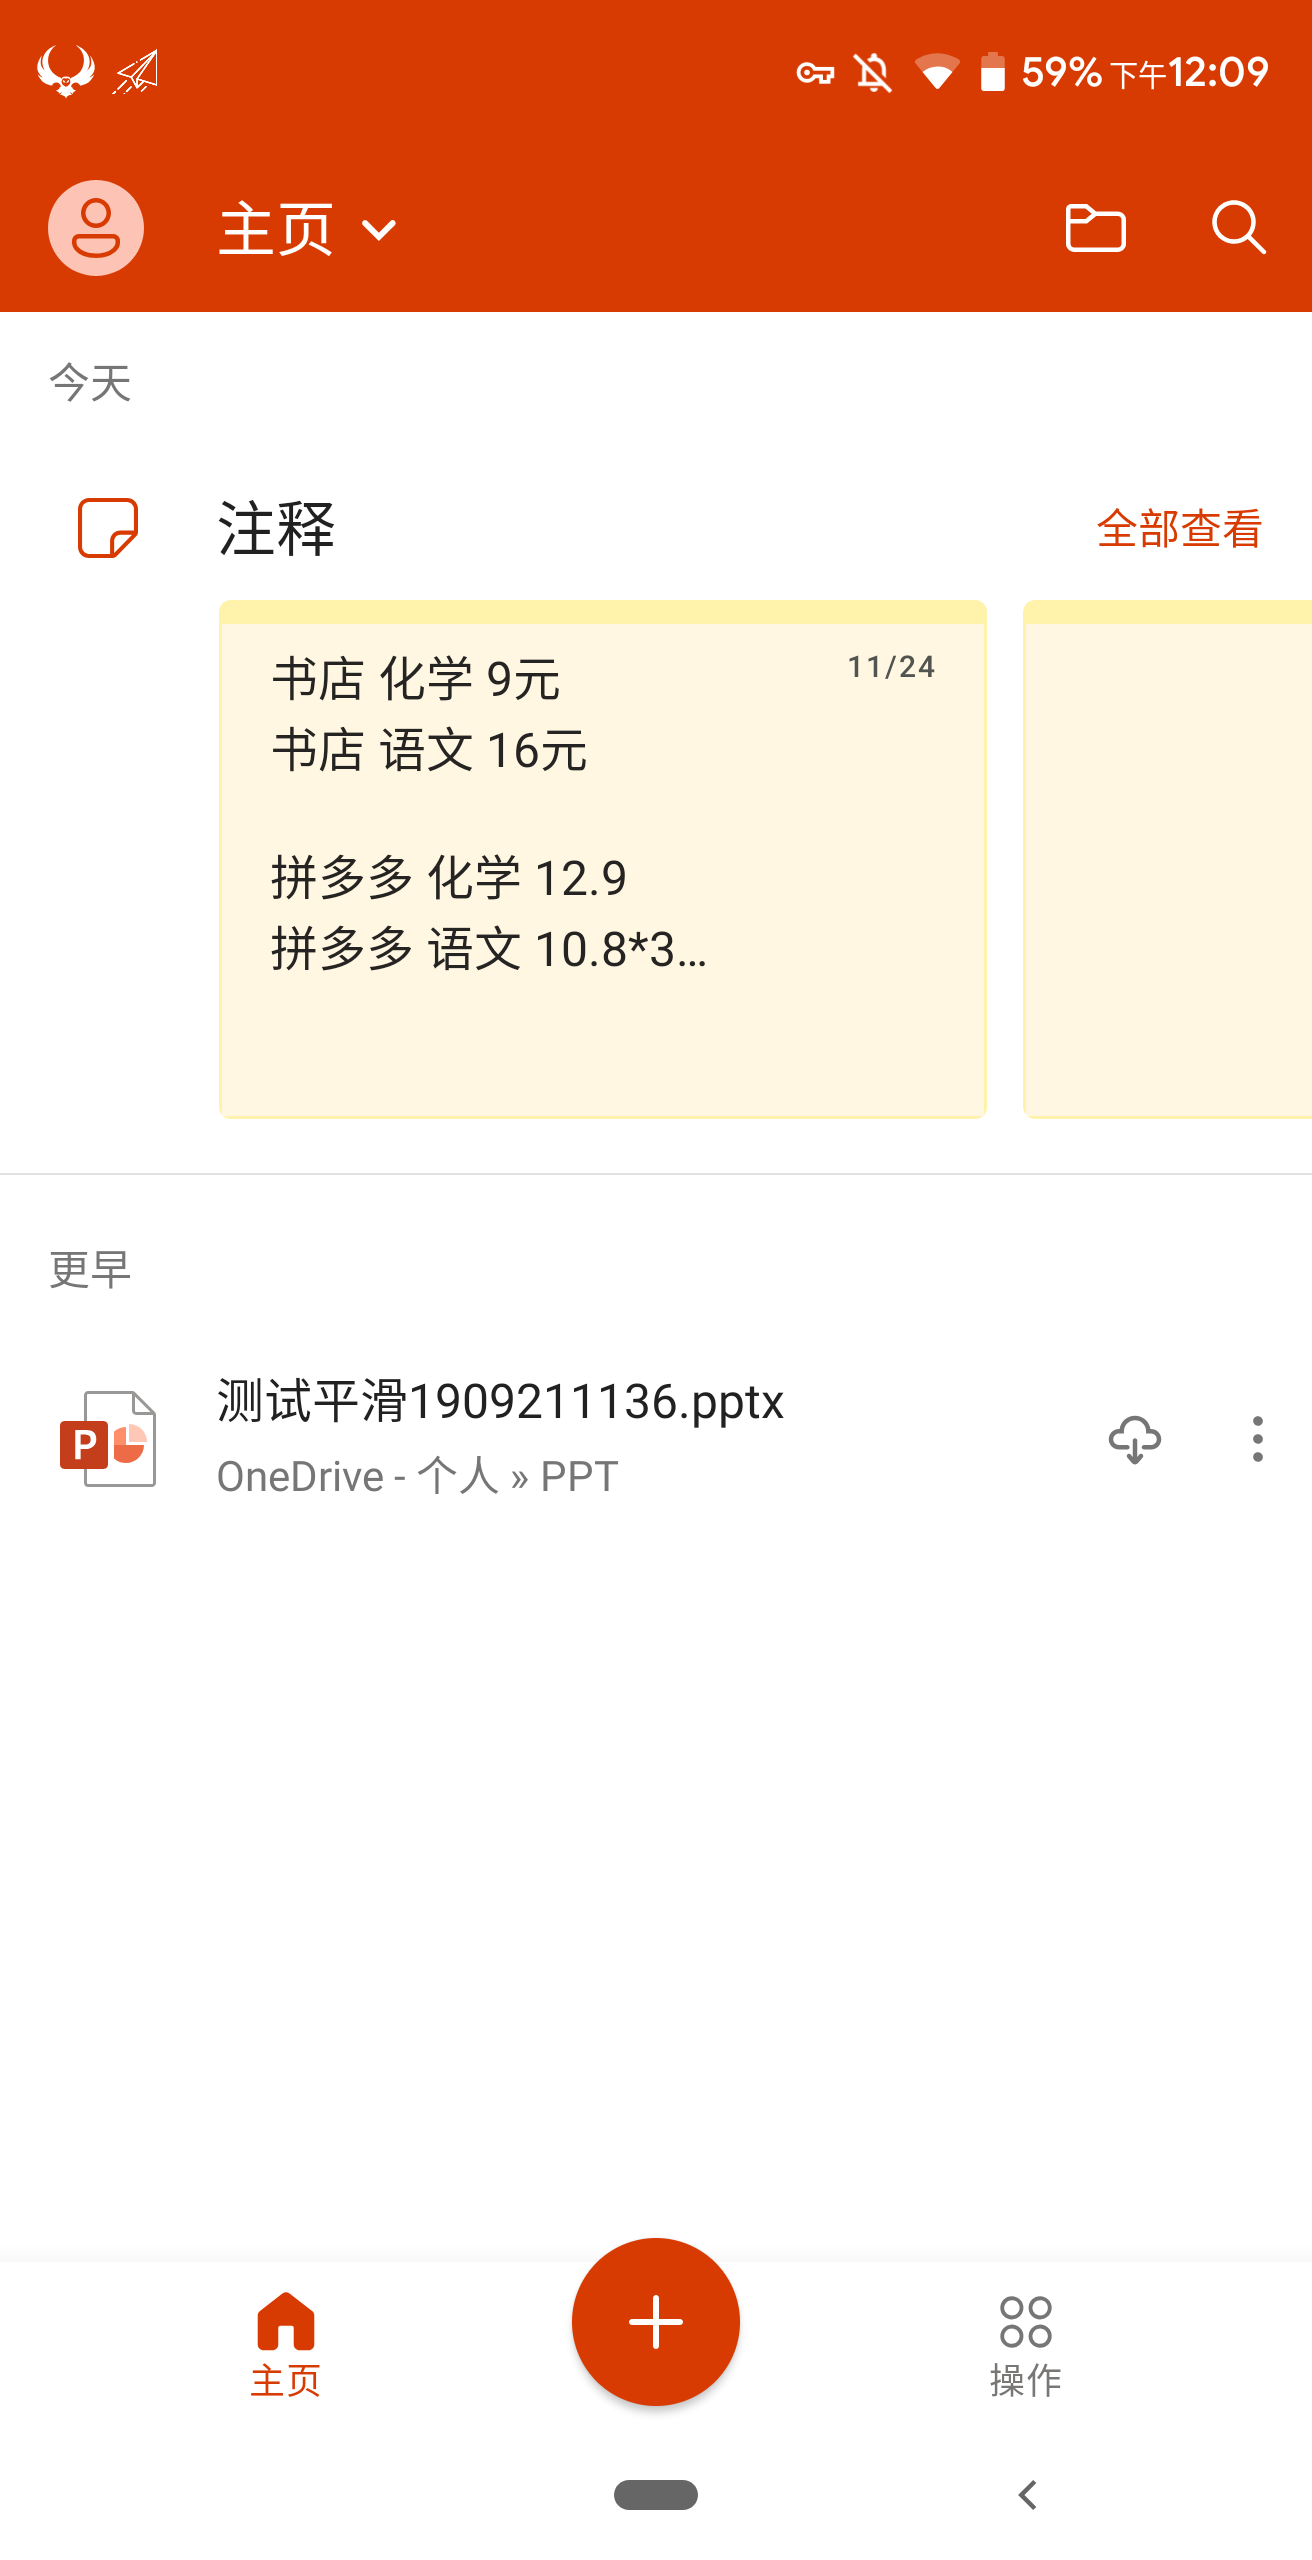 59% 下午12:09
主页
今天
注释 全部查看
书店 化学 9元 11/24
书店 语文 16元
拼多多 化学 12.9
拼多多 语文 10.8*3...
更早
测试平滑1909211136.pptx
OneDrive - 个人 » PPT
P
主页 操作